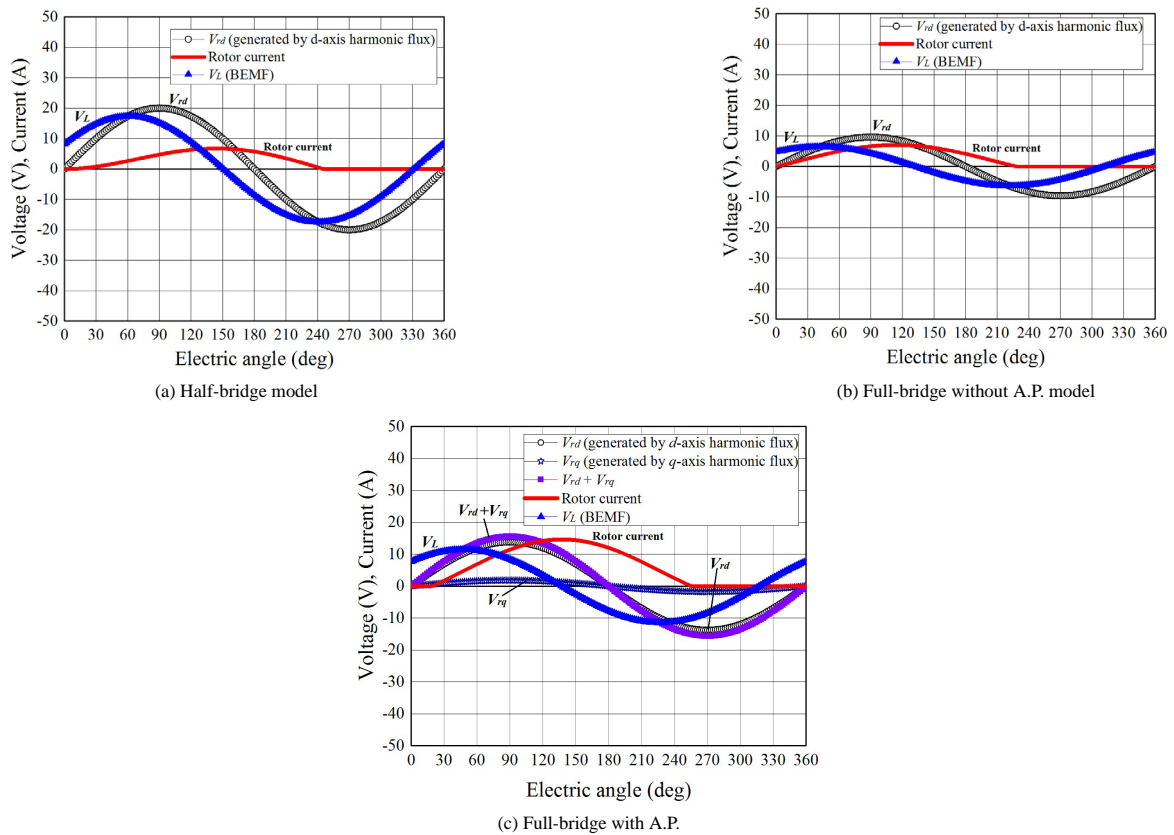 50
40
30
20
10
0
-10
-20
-30
-40
-50
Voltage (V), Current (A)
Vrd (generated by d-axis harmonic flux)
Rotor current
VL (BEMF)
VL
Vrd
Rotor current
0 30 60 90 120 150 180 210 240 270 300 330 360
Electric angle (deg)
(a) Half-bridge model
50
40
30
20
10
0
-10
-20
-30
-40
-50
Voltage (V), Current (A)
Vrd (generated by d-axis harmonic flux)
Rotor current
VL (BEMF)
VL
Vrd
Rotor current
0 30 60 90 120 150 180 210 240 270 300 330 360
Electric angle (deg)
(b) Full-bridge without A.P. model
50
40
30
20
10
0
-10
-20
-30
-40
-50
Voltage (V), Current (A)
Vrd (generated by d-axis harmonic flux)
Vrq (generated by q-axis harmonic flux)
Vrd + Vrq
Rotor current
VL (BEMF)
Vrd+Vrq
VL
Rotor current
Vrd
Vrq
0 30 60 90 120 150 180 210 240 270 300 330 360
Electric angle (deg)
(c) Full-bridge with A.P.